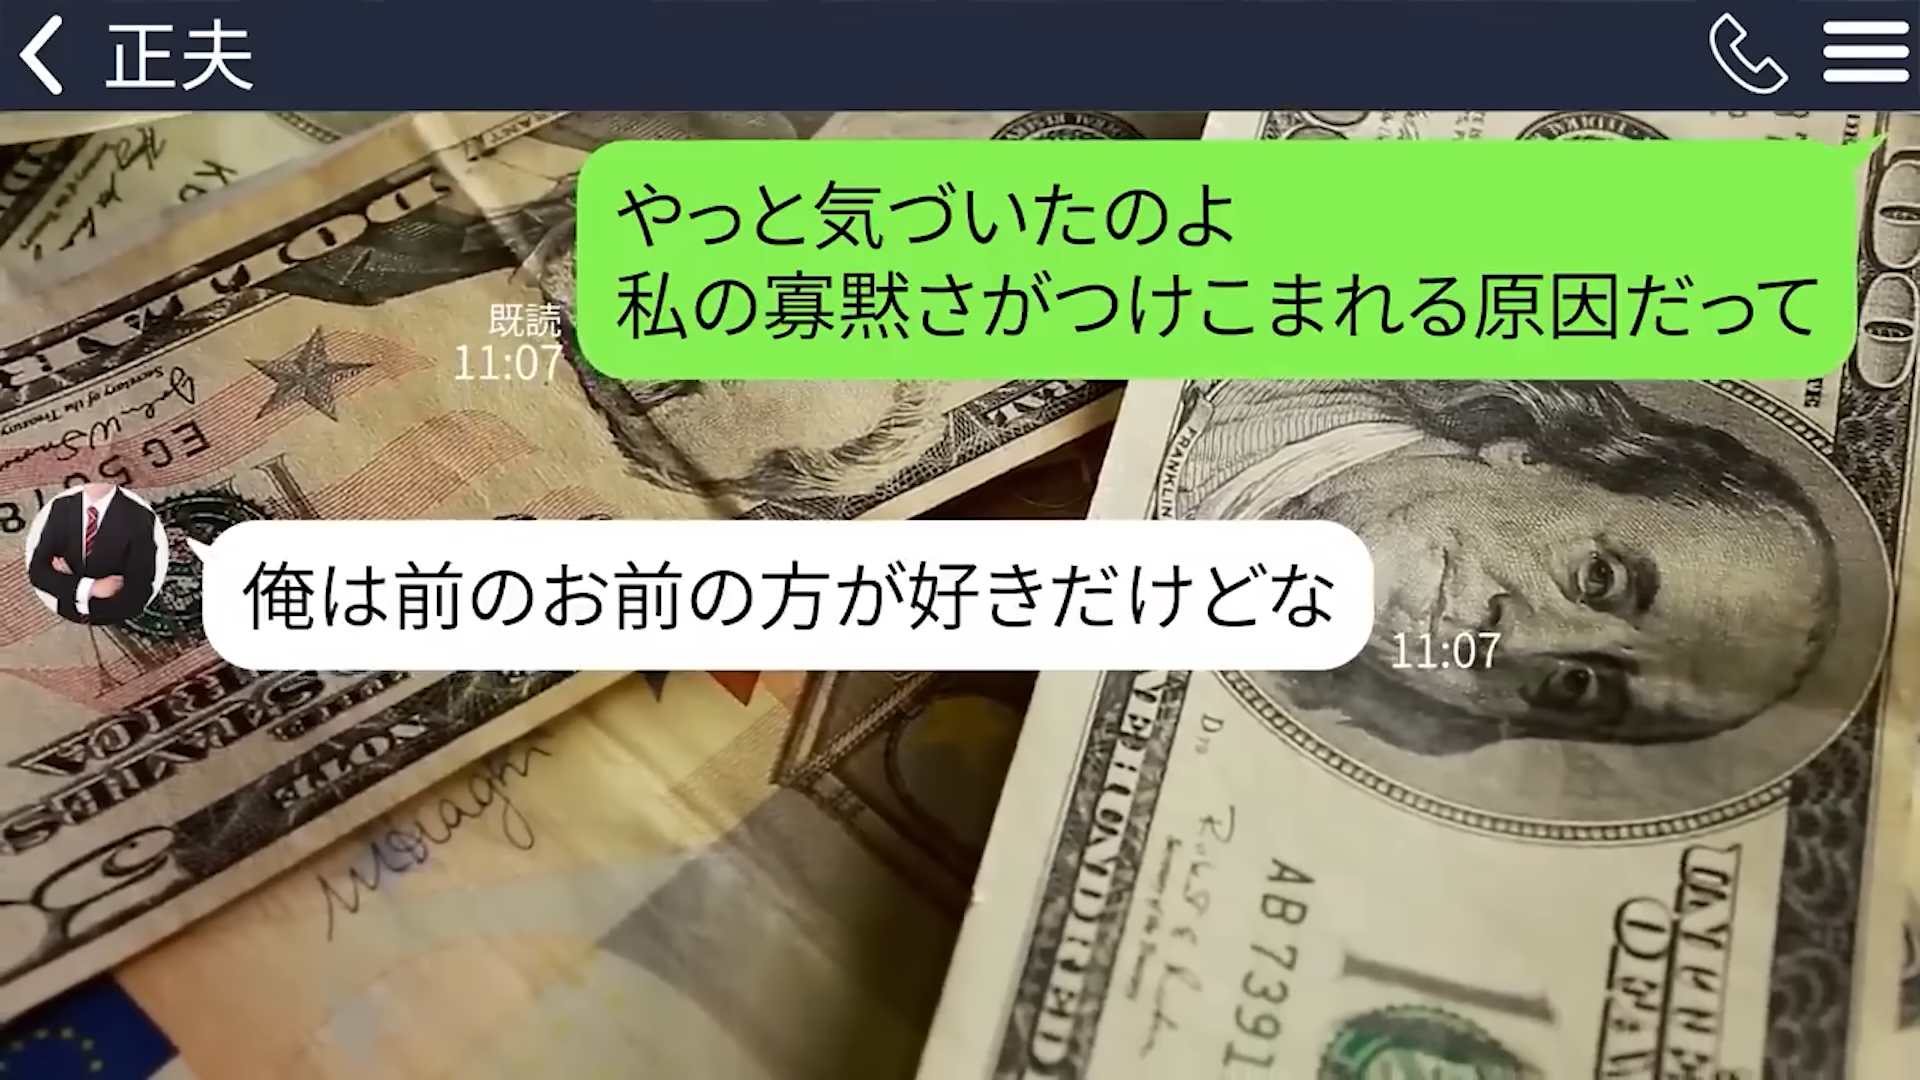 正夫
やっと気づいたのよ
私の寡黙さがつけこまれる原因だって
既読
11:07
俺は前のお前の方が好きだけどな
11:07
FRANKLIN
AB7391